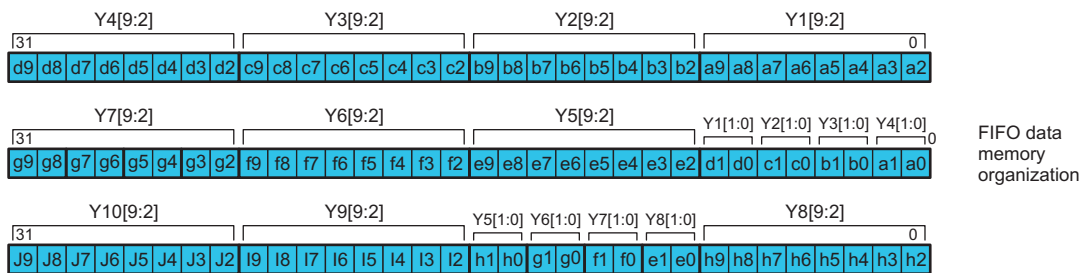 Y4[9:2] Y3[9:2] Y2[9:2] Y1[9:2]
31 0
d9 d8 d7 d6 d5 d4 d3 d2 c9 c8 c7 c6 c5 c4 c3 c2 b9 b8 b7 b6 b5 b4 b3 b2 a9 a8 a7 a6 a5 a4 a3 a2
Y7[9:2] Y6[9:2] Y5[9:2] Y1[1:0] Y2[1:0] Y3[1:0] Y4[1:0]
31 0
g9 g8 g7 g6 g5 g4 g3 g2 f9 f8 f7 f6 f5 f4 f3 f2 e9 e8 e7 e6 e5 e4 e3 e2 d1 d0 c1 c0 b1 b0 a1 a0
FIFO data
memory
organization
Y10[9:2] Y9[9:2] Y5[1:0] Y6[1:0] Y7[1:0] Y8[1:0] Y8[9:2]
31 0
J9 J8 J7 J6 J5 J4 J3 J2 I9 I8 I7 I6 I5 I4 I3 I2 h1 h0 g1 g0 f1 f0 e1 e0 h9 h8 h7 h6 h5 h4 h3 h2